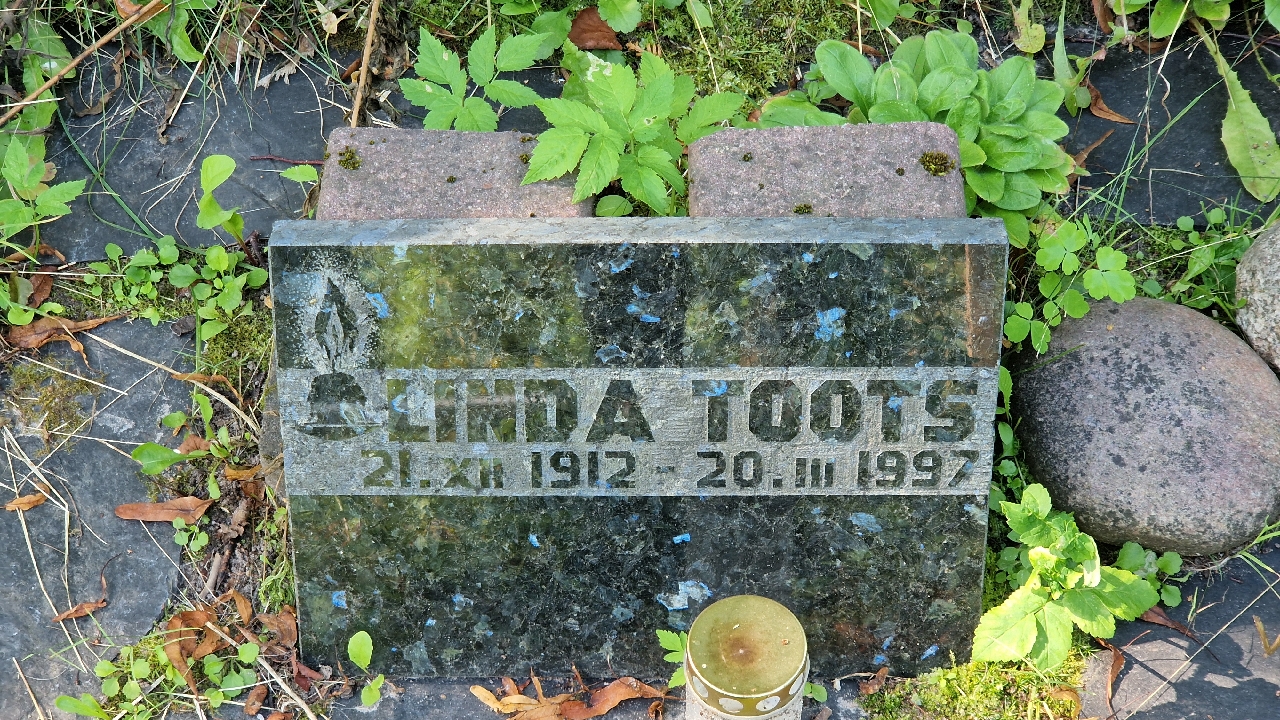 LINDA TOOTS
21. XII 1912 - 20. III 1997